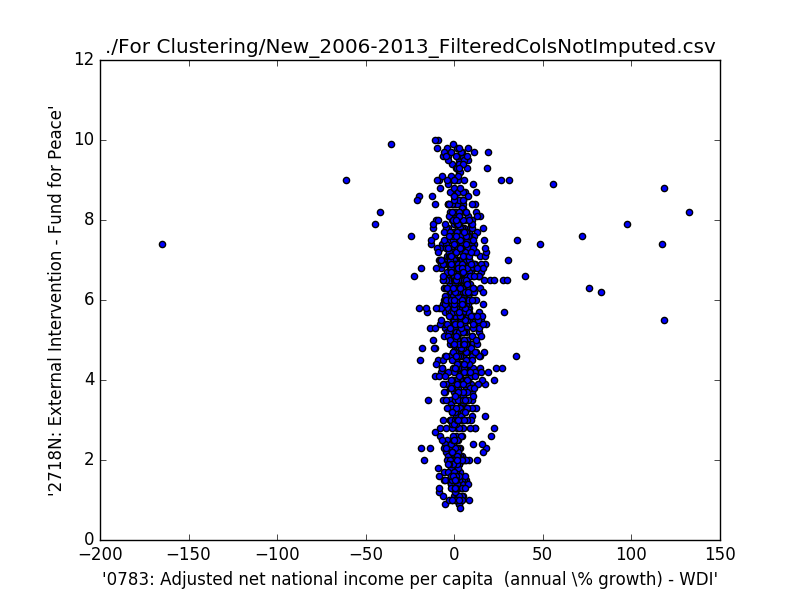 ./For Clustering/New_2006-2013_FilteredColsNotImputed.csv
12
10
8
6
4
2
0
'2718N: External Intervention - Fund for Peace'
−200 −150 −100 −50 0 50 100 150
'0783: Adjusted net national income per capita  (annual \% growth) - WDI'